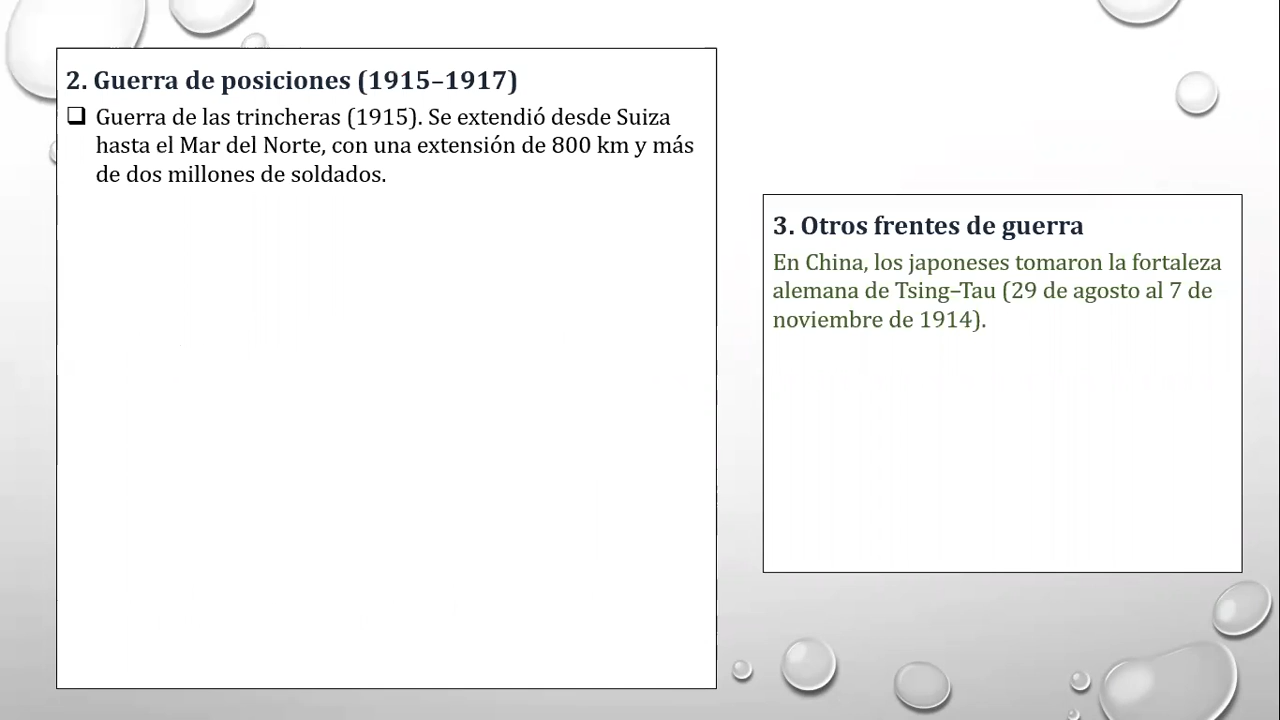 2. Guerra de posiciones (1915–1917)
❑ Guerra de las trincheras (1915). Se extendió desde Suiza
hasta el Mar del Norte, con una extensión de 800 km y más
de dos millones de soldados.
3. Otros frentes de guerra
En China, los japoneses tomaron la fortaleza
alemana de Tsing–Tau (29 de agosto al 7 de
noviembre de 1914).